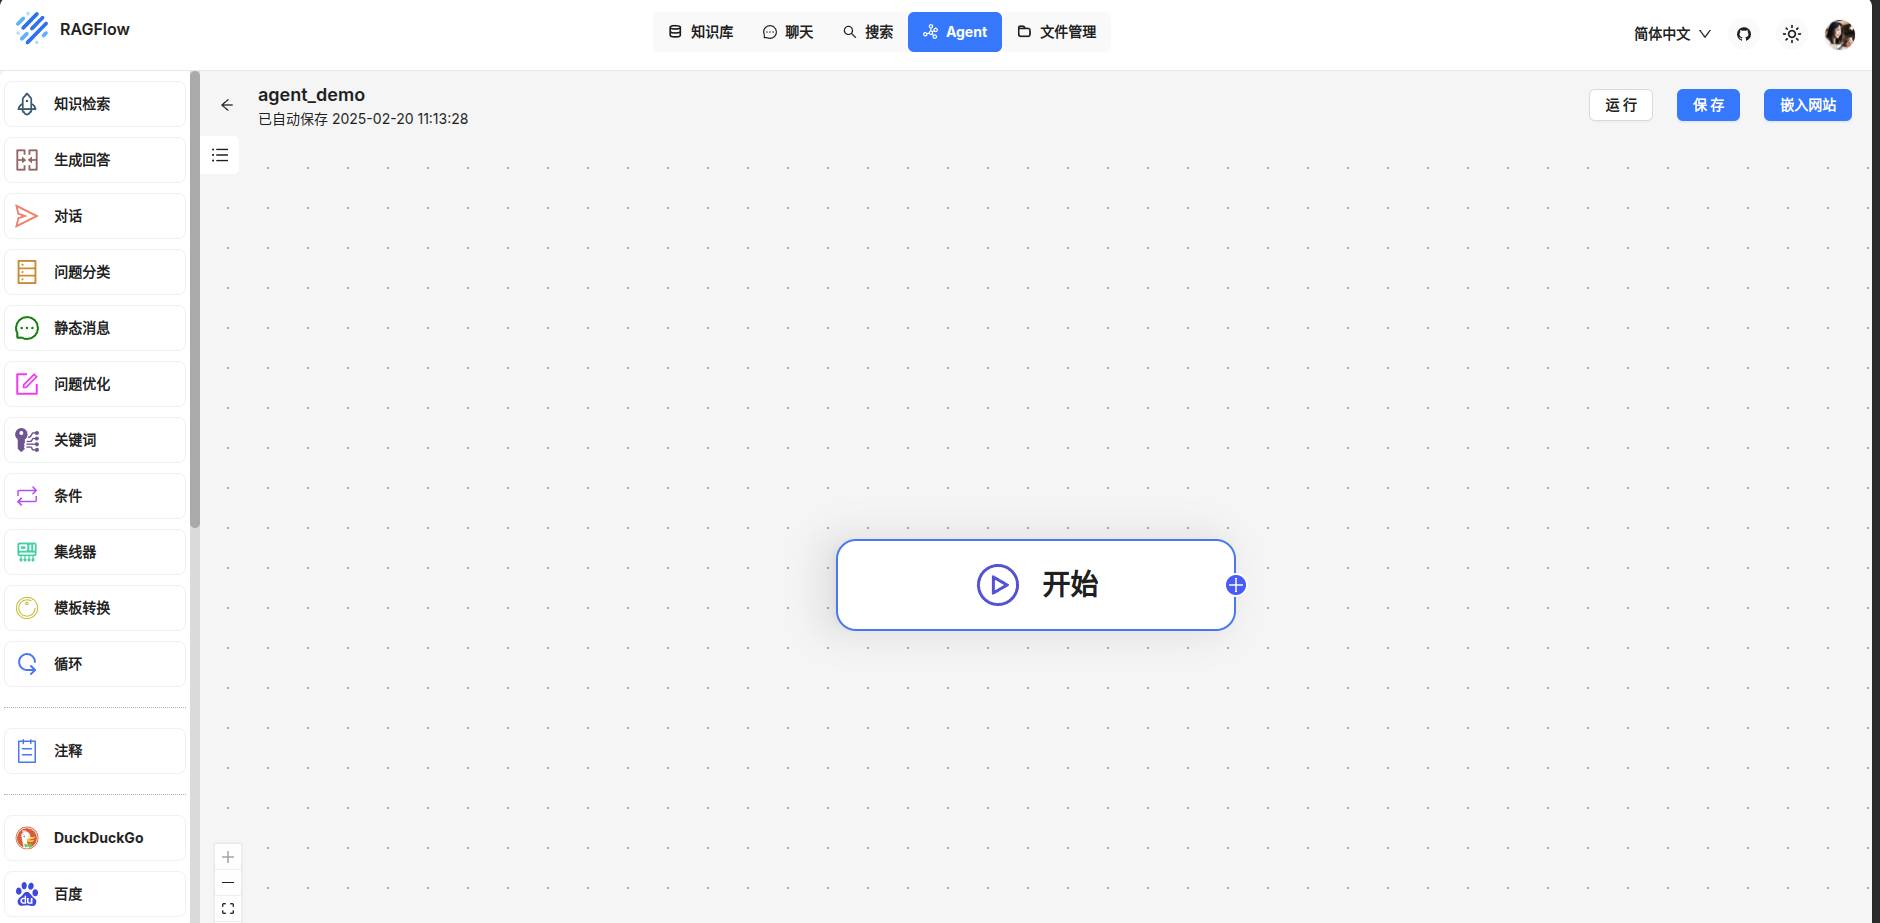 RAGFlow
知识库
聊天
搜索
Agent
文件管理
简体中文
agent_demo
已自动保存 2025-02-20 11:13:28
运 行
保 存
嵌入网站
知识检索
生成回答
对话
问题分类
静态消息
问题优化
关键词
条件
集线器
模板转换
循环
注释
DuckDuckGo
du
百度
开始